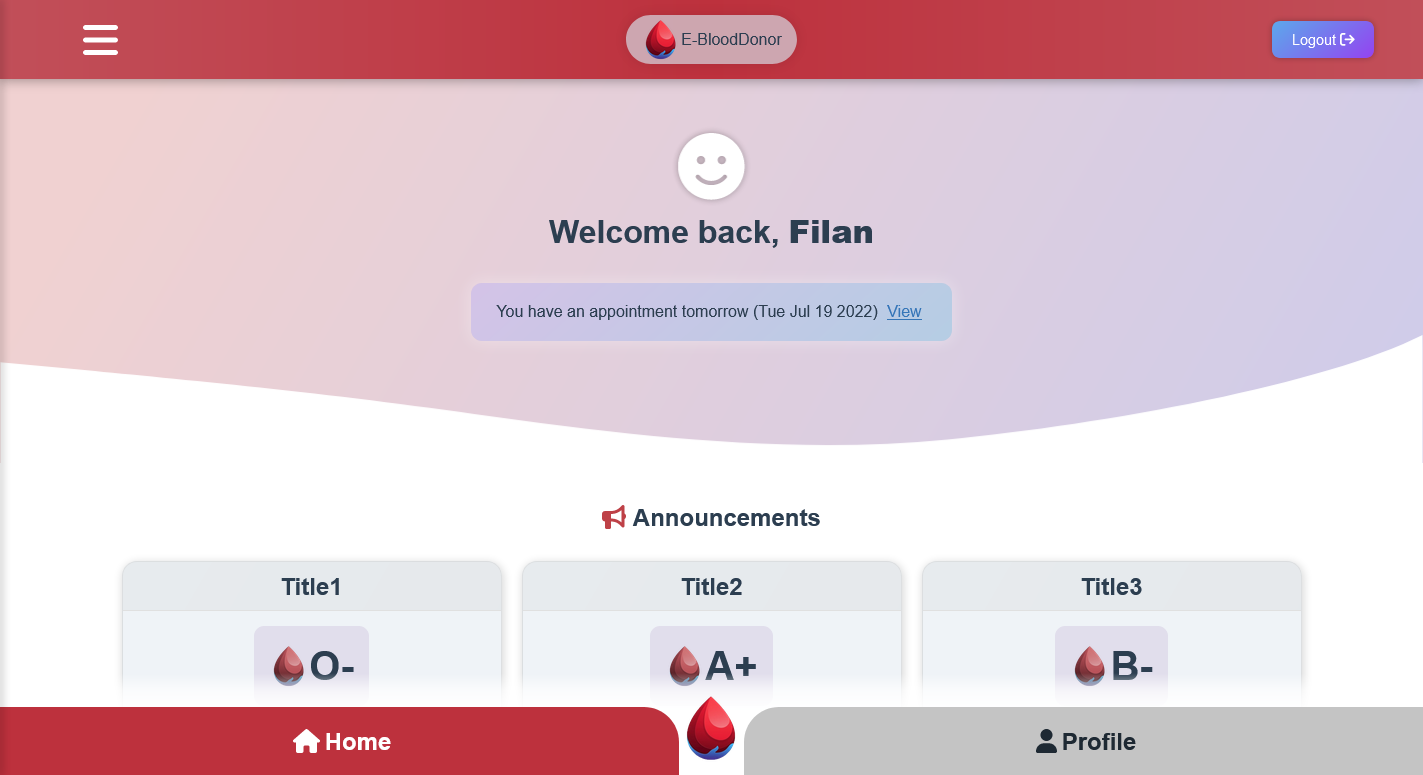 E-BloodDonor
Logout
Welcome back, Filan
You have an appointment tomorrow (Tue Jul 19 2022) View
Announcements
Title1
Title2
Title3
O-
A+
B-
Home
Profile